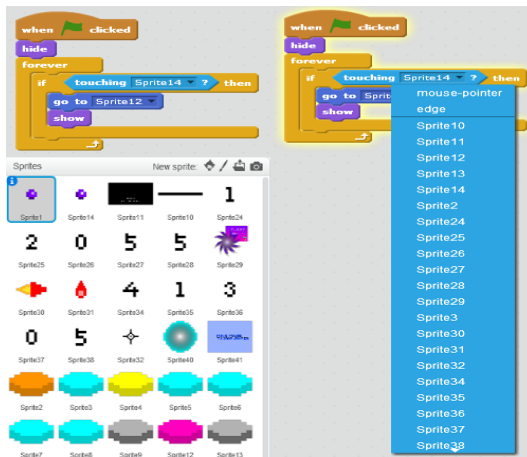 when clicked
hide
forever
if touching Sprite14 ? then
go to Sprite12
show
when clicked
hide
forever
if touching Sprite14 ? then
go to Sprit
show
mouse-pointer
edge
Sprite10
Sprite11
Sprite12
Sprite13
Sprite14
Sprite2
Sprite24
Sprite25
Sprite26
Sprite27
Sprite28
Sprite29
Sprite3
Sprite30
Sprite31
Sprite32
Sprite34
Sprite35
Sprite36
Sprite37
Sprite38
Sprites New sprite:
1
Sprite1 Sprite14 Sprite11 Sprite10 Sprite24
2 0 5 5
Sprite25 Sprite26 Sprite27 Sprite28 Sprite29
4 1 3
Sprite30 Sprite31 Sprite34 Sprite35 Sprite36
0 5
Sprite37 Sprite38 Sprite32 Sprite40 Sprite41
Sprite2 Sprite3 Sprite4 Sprite5 Sprite6
Sprite7 Sprite8 Sprite9 Sprite12 Sprite13